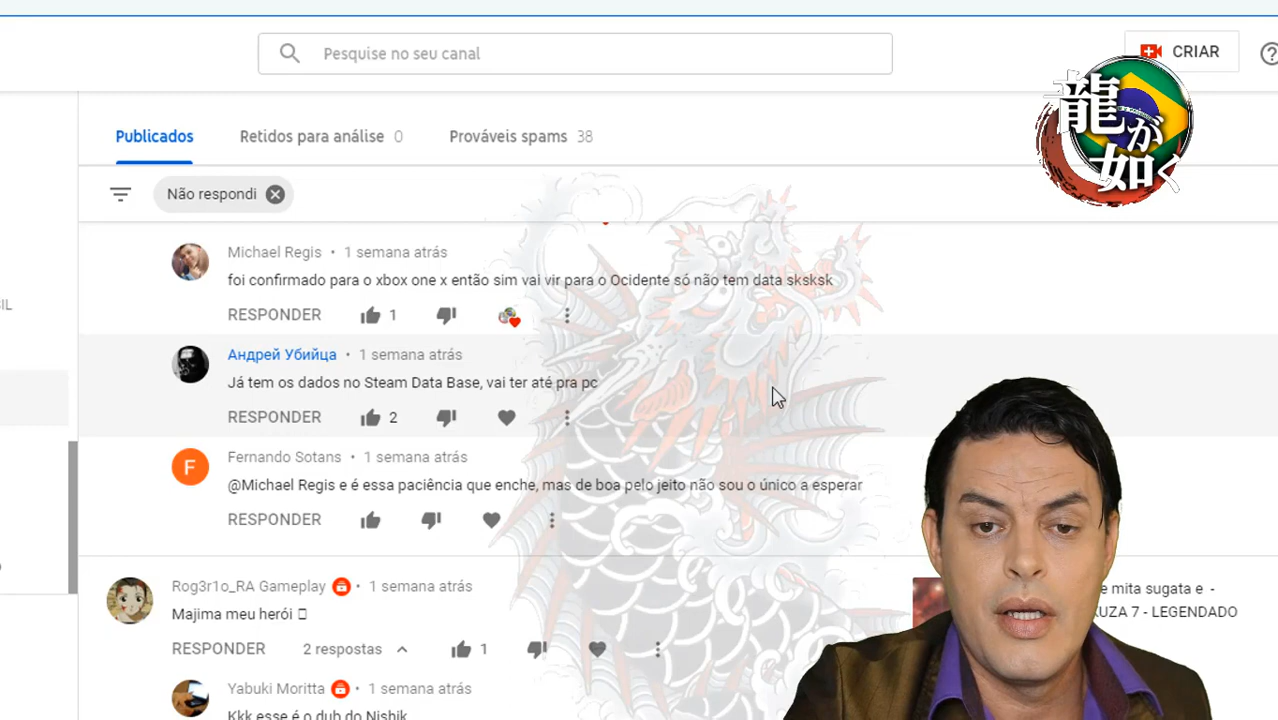 Pesquise no seu canal
CRIAR
龍が如く
Publicados
Retidos para análise 0
Prováveis spams 38
Não respondi
Michael Regis • 1 semana atrás
foi confirmado para o xbox one x então sim vai vir para o Ocidente só não tem data sksksk
RESPONDER 1
Андрей Убийца • 1 semana atrás
Já tem os dados no Steam Data Base, vai ter até pra pc
RESPONDER 2
F
Fernando Sotans • 1 semana atrás
@Michael Regis e é essa paciência que enche, mas de boa pelo jeito não sou o único a esperar
RESPONDER
Rog3r1o_RA Gameplay • 1 semana atrás
Majima meu herói
RESPONDER 2 respostas 1
e mita sugata e -
KUZA 7 - LEGENDADO
Yabuki Moritta • 1 semana atrás
Kkk esse é o dub do Nishik